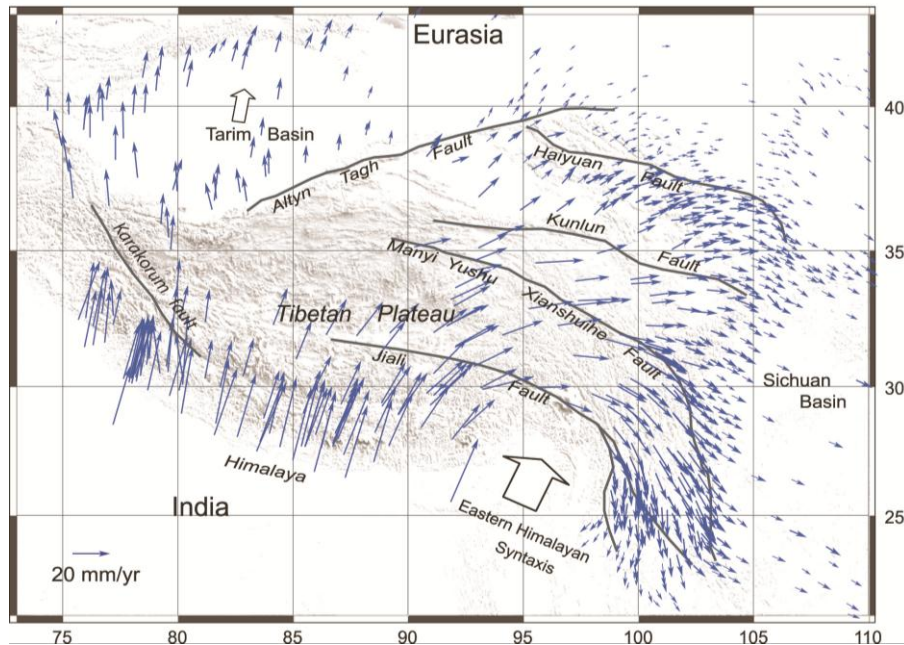 Eurasia
40
Tarim Basin
Altyn Tagh Fault
Haiyuan Fault
Kunlun Fault
35
Karakorum fault
Manyi Yushu Xianshuihe Fault
Tibetan Plateau
Jiali Fault
30
Sichuan
Basin
Himalaya
India
Eastern Himalayan
Syntaxis
25
20 mm/yr
75 80 85 90 95 100 105 110